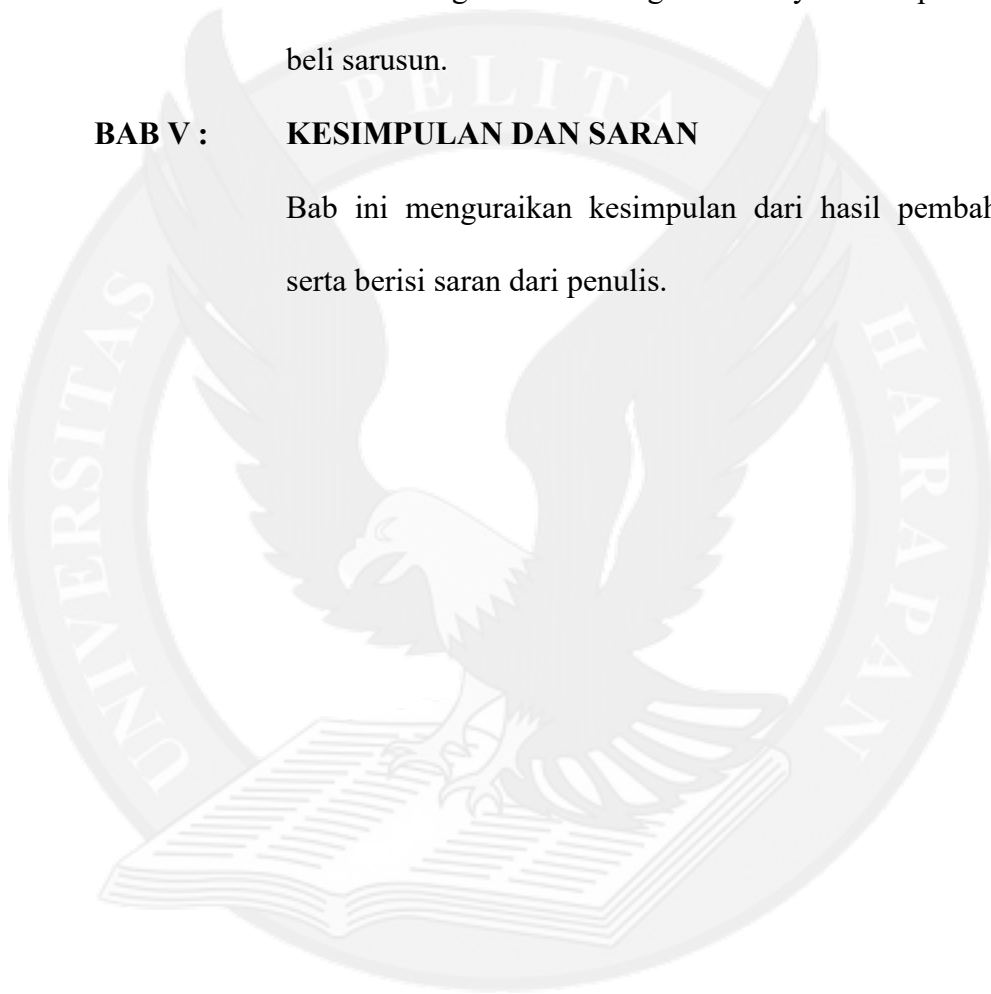 beli sarusun.
BAB V : KESIMPULAN DAN SARAN
Bab ini menguraikan kesimpulan dari hasil
serta berisi saran dari penulis.
UNIVERSITAS PELITA HARAPAN